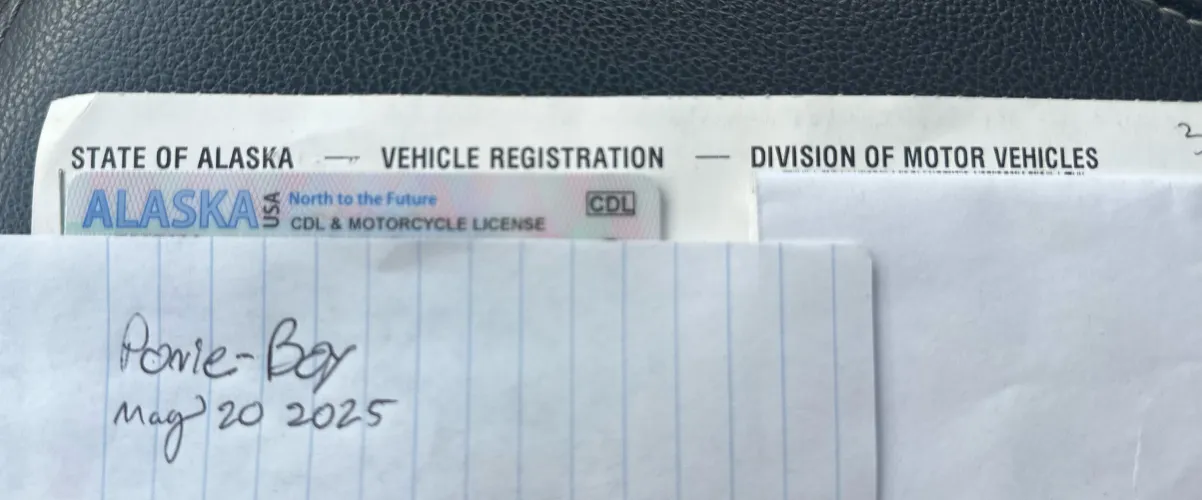 STATE OF ALASKA — VEHICLE REGISTRATION — DIVISION OF MOTOR VEHICLES
ALASKA USA North to the Future CDL
CDL & MOTORCYCLE LICENSE
Ponie-Boy
May 20 2025